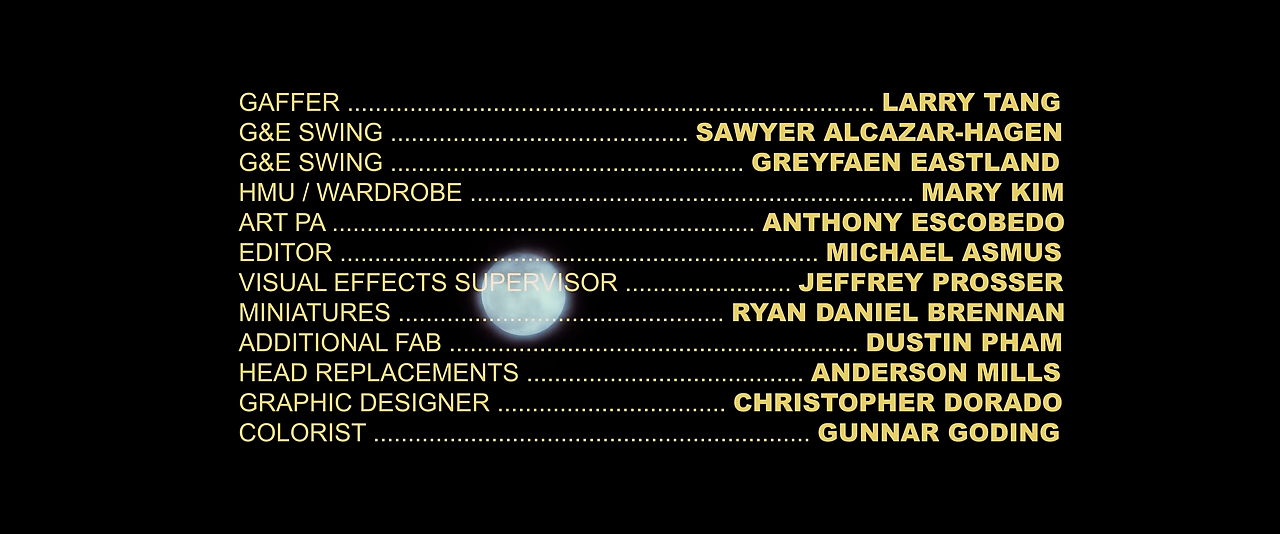 GAFFER ............................................................................ LARRY TANG
G&E SWING ........................................... SAWYER ALCAZAR-HAGEN
G&E SWING ................................................... GREYFAEN EASTLAND
HMU / WARDROBE ................................................................ MARY KIM
ART PA ............................................................. ANTHONY ESCOBEDO
EDITOR ..................................................................... MICHAEL ASMUS
VISUAL EFFECTS SUPERVISOR ........................ JEFFREY PROSSER
MINIATURES ............................................... RYAN DANIEL BRENNAN
ADDITIONAL FAB ........................................................... DUSTIN PHAM
HEAD REPLACEMENTS ........................................ ANDERSON MILLS
GRAPHIC DESIGNER ................................. CHRISTOPHER DORADO
COLORIST ............................................................... GUNNAR GODING